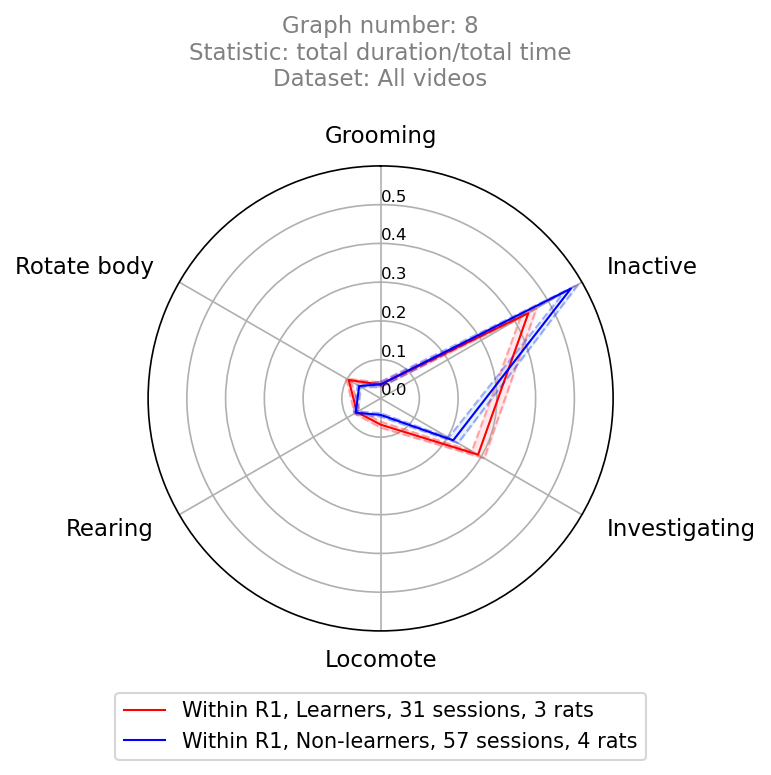 Graph number: 8
Statistic: total duration/total time
Dataset: All videos
Grooming
0.5
0.4
0.3
0.2
0.1
0.0
Rotate body
Inactive
Rearing
Investigating
Locomote
Within R1, Learners, 31 sessions, 3 rats
Within R1, Non-learners, 57 sessions, 4 rats